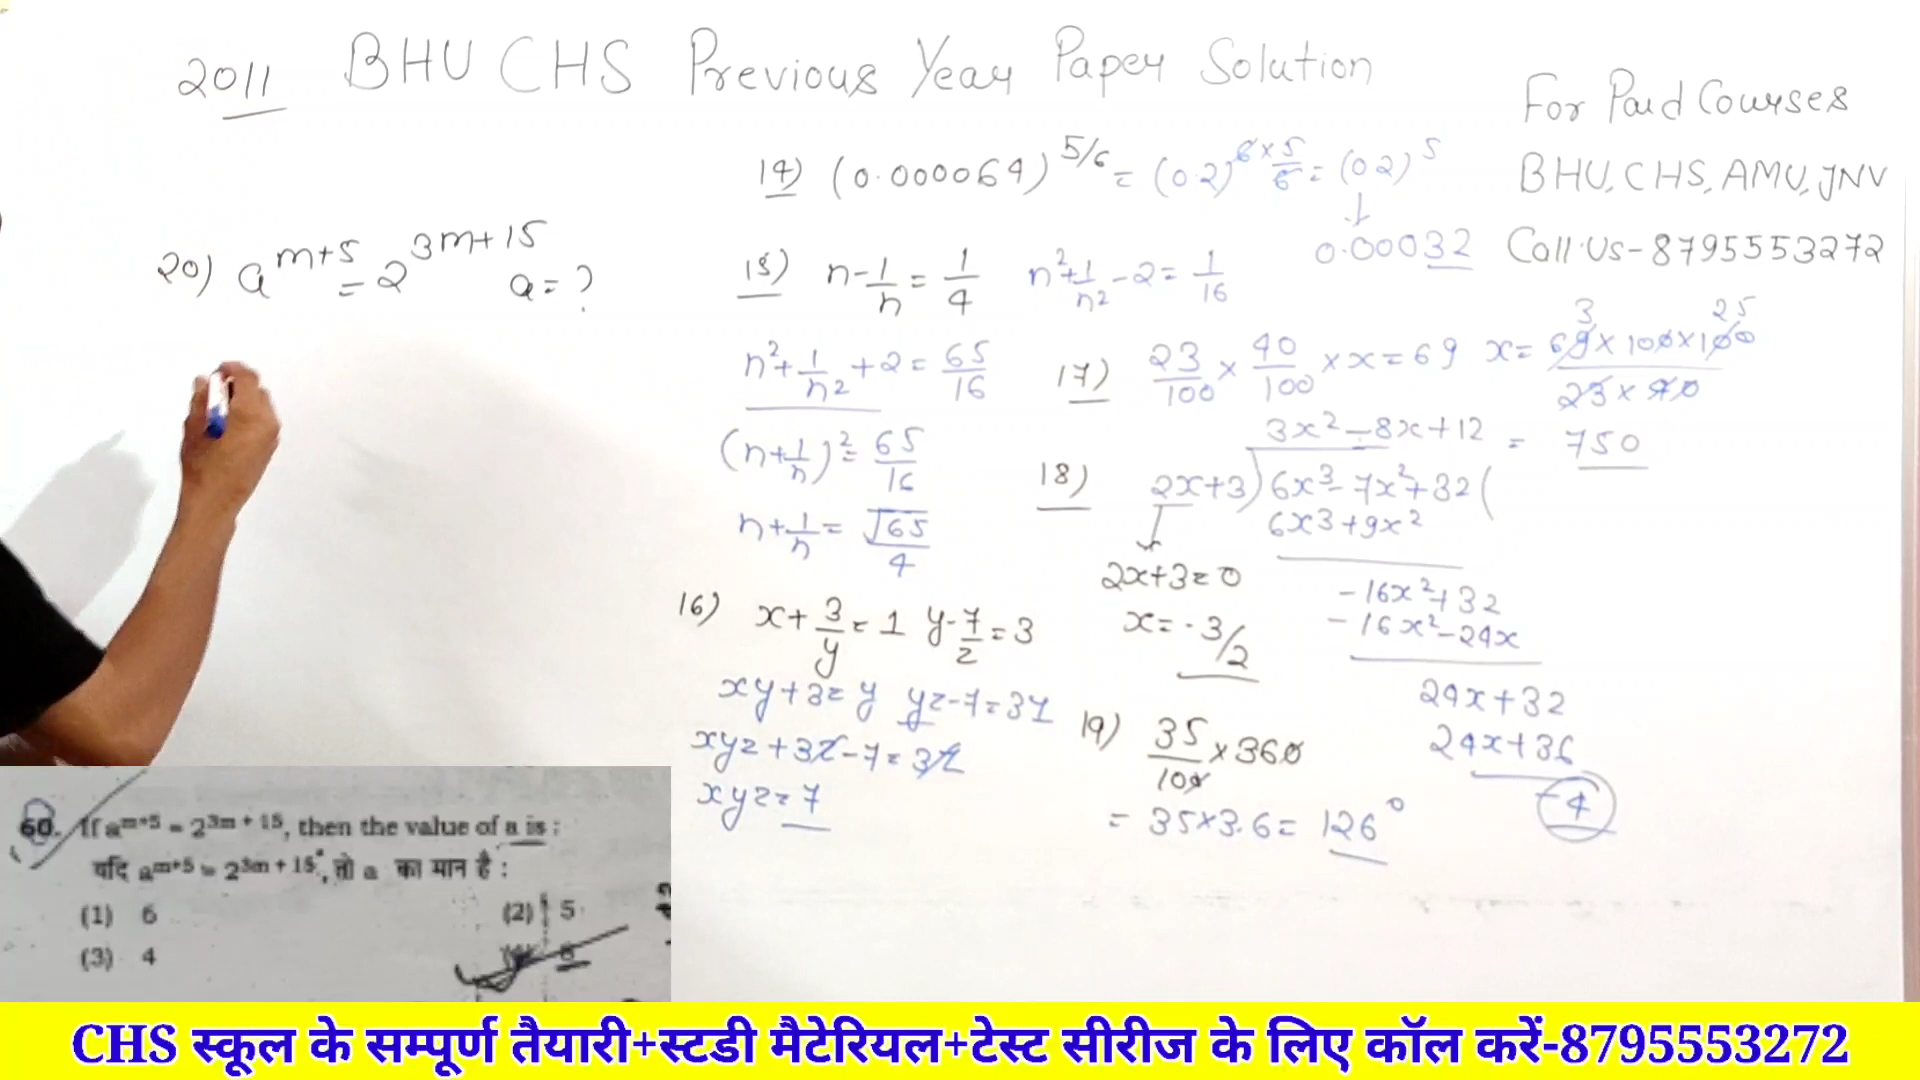 2011 BHU CHS Previous Year Paper Solution
For Paid Courses
BHU, CHS, AMU, JNV
Call Us-8795553272
14) (0.000064)^5/6 = (0.2)^6×5/6 = (0.2)^5
0.00032
15) n-1/n = 1/4 n²+1/n²-2 = 1/16
n²+1/n²+2 = 65/16
(n+1/n)² = 65/16
n+1/n = √65/4
16) x+3/y = 1 y-7/z = 3
xy+3=y yz-7=3z
xyz+3z-7=3z
xyz=7
17) 23/100 × 40/100 × x = 69 x = 69×100×100/23×40
3 25
= 750
18) 2x+3) 6x³-7x²+32 (
3x²-8x+12
6x³+9x²
-16x²+32
-16x²-24x
24x+32
24x+36
-4
2x+3=0
x=-3/2
19) 35/100 × 360
= 35×3.6 = 126°
20) a^m+5 = 2^3m+15 a=?
60. If a^m+5 = 2^3m+15, then the value of a is :
यदि a^m+5 = 2^3m+15, तो a का मान है :
(1) 6 (2) 5
(3) 4
CHS स्कूल के सम्पूर्ण तैयारी+स्टडी मैटेरियल+टेस्ट सीरीज के लिए कॉल करें-8795553272